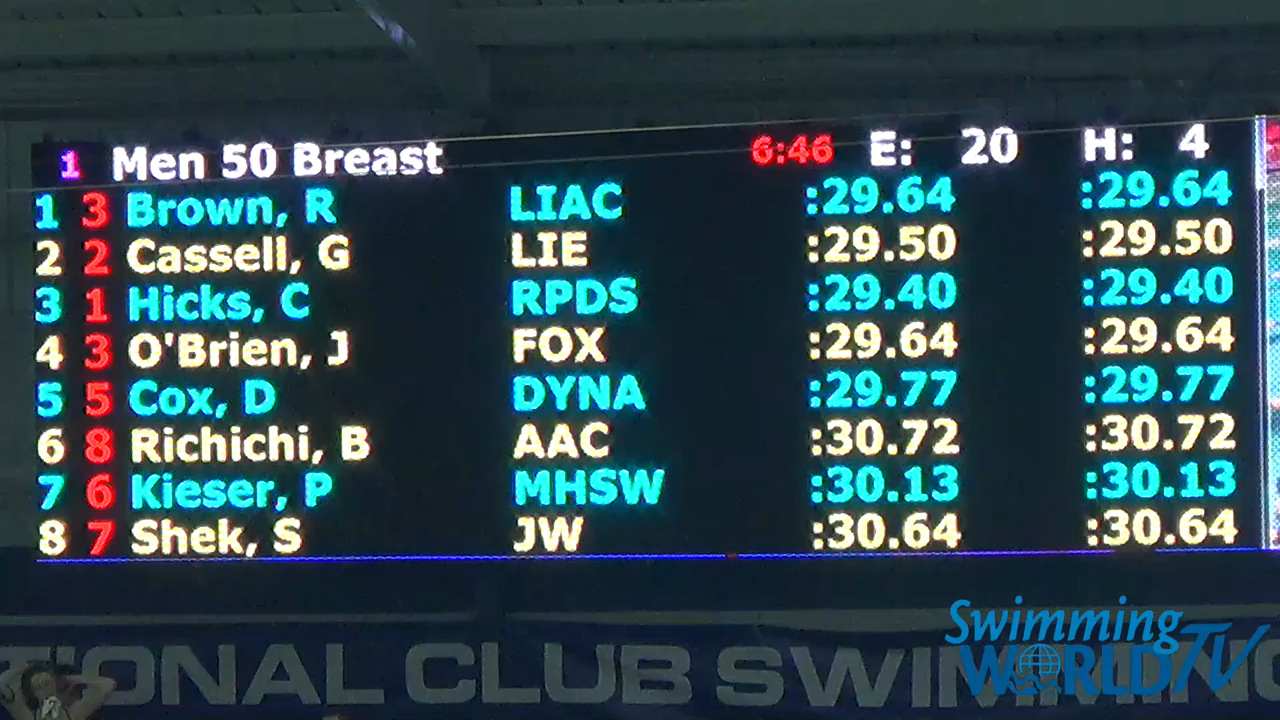 1 Men 50 Breast 6:46 E: 20 H: 4
1 3 Brown, R LIAC :29.64 :29.64
2 2 Cassell, G LIE :29.50 :29.50
3 1 Hicks, C RPDS :29.40 :29.40
4 3 O'Brien, J FOX :29.64 :29.64
5 5 Cox, D DYNA :29.77 :29.77
6 8 Richichi, B AAC :30.72 :30.72
7 6 Kieser, P MHSW :30.13 :30.13
8 7 Shek, S JW :30.64 :30.64
TIONAL CLUB SWIMMING
Swimming
WORLD TV